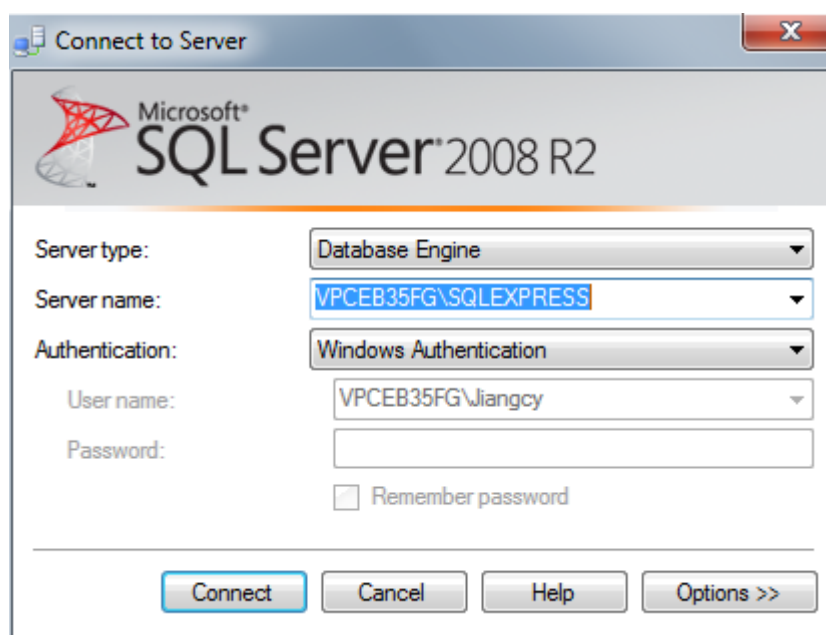 Connect to Server
Microsoft®
SQL Server® 2008 R2
Server type: Database Engine
Server name: VPCEB35FG\SQLEXPRESS
Authentication: Windows Authentication
User name: VPCEB35FG\Jiangcy
Password:
Remember password
Connect Cancel Help Options >>